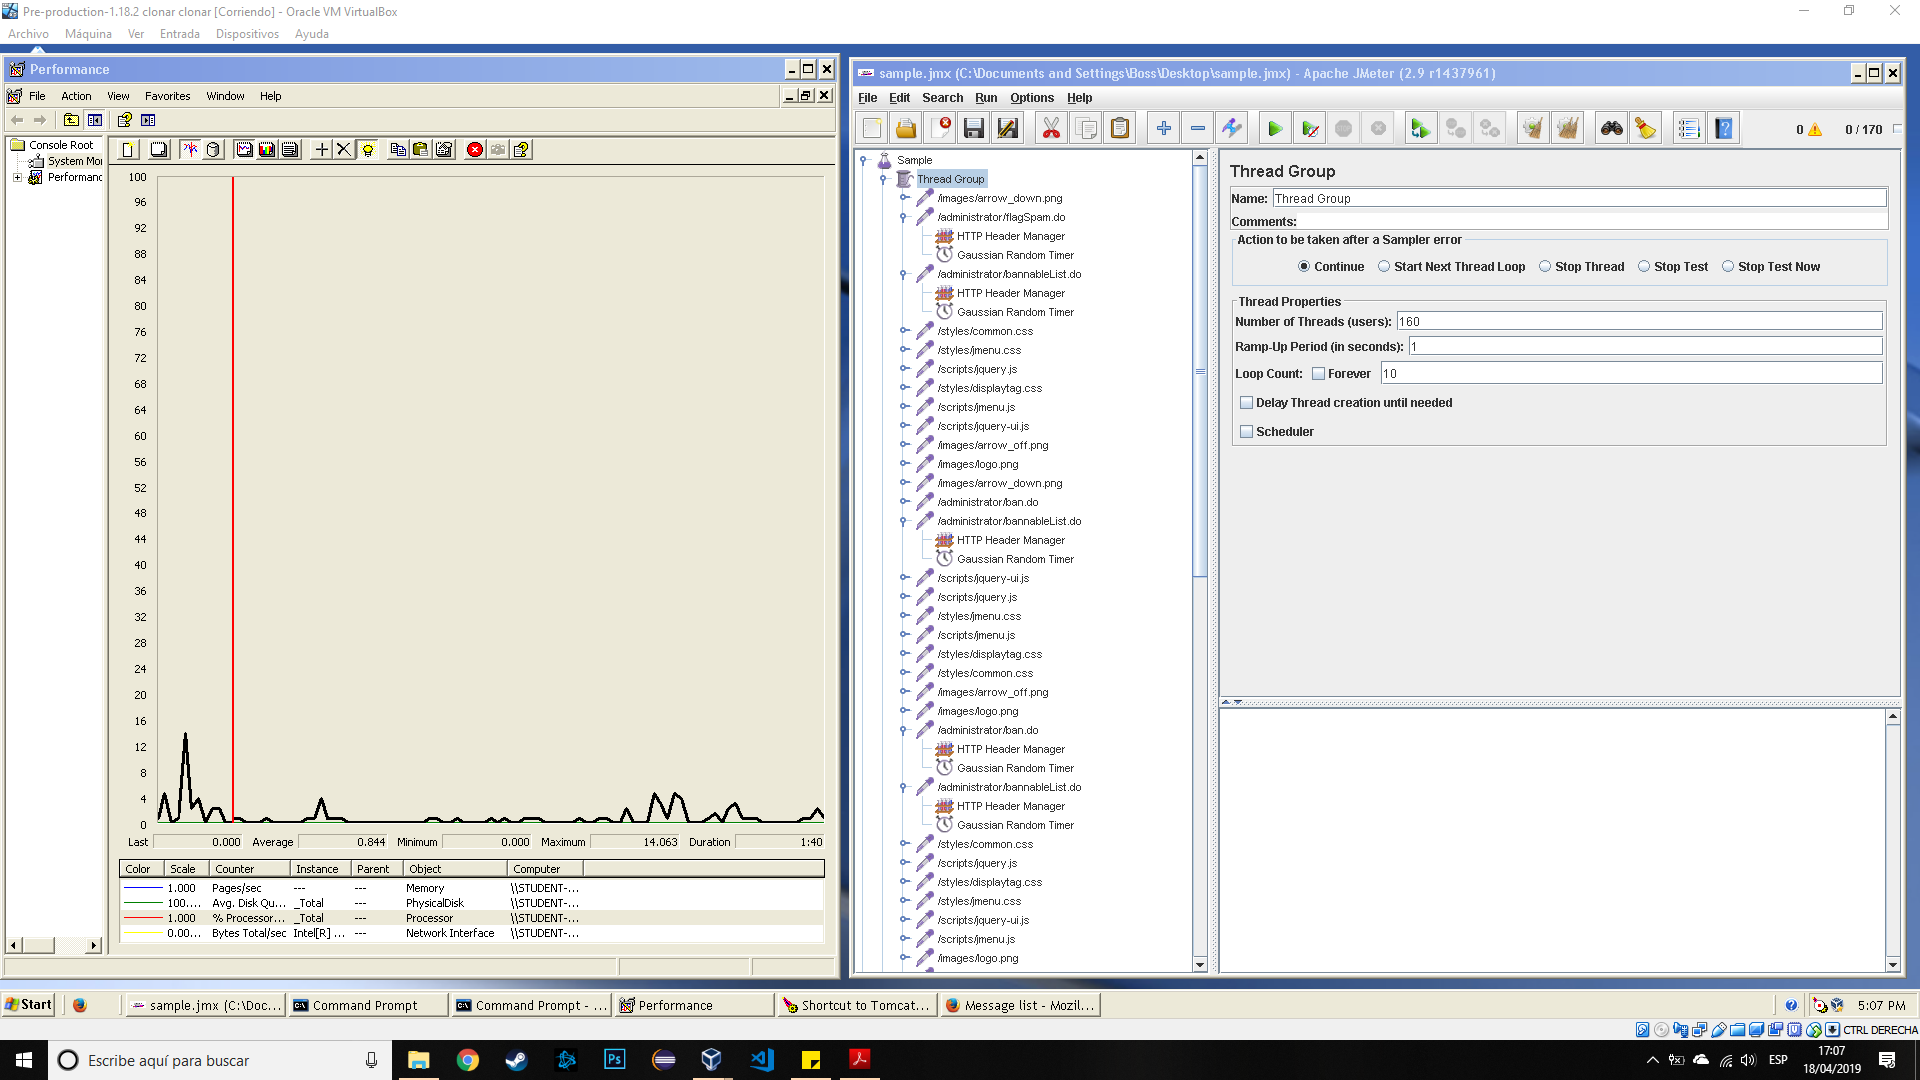 Pre-production-1.18.2 clonar clonar [Corriendo] - Oracle VM VirtualBox
Archivo Máquina Ver Entrada Dispositivos Ayuda
Performance
File Action View Favorites Window Help
Console Root
System Mo
Performanc
100
96
92
88
84
80
76
72
68
64
60
56
52
48
44
40
36
32
28
24
20
16
12
8
4
0
Last 0.000 Average 0.844 Minimum 0.000 Maximum 14.063 Duration 1:40
Color Scale Counter Instance Parent Object Computer
1.000 Pages/sec --- --- Memory \\STUDENT-...
100.... Avg. Disk Qu... _Total --- PhysicalDisk \\STUDENT-...
1.000 % Processor... _Total --- Processor \\STUDENT-...
0.00... Bytes Total/sec Intel[R] ... --- Network Interface \\STUDENT-...
sample.jmx (C:\Documents and Settings\Boss\Desktop\sample.jmx) - Apache JMeter (2.9 r1437961)
File Edit Search Run Options Help
0 0 / 170
Sample
Thread Group
/images/arrow_down.png
/administrator/flagSpam.do
HTTP Header Manager
Gaussian Random Timer
/administrator/bannableList.do
HTTP Header Manager
Gaussian Random Timer
/styles/common.css
/styles/jmenu.css
/scripts/jquery.js
/styles/displaytag.css
/scripts/jmenu.js
/scripts/jquery-ui.js
/images/arrow_off.png
/images/logo.png
/images/arrow_down.png
/administrator/ban.do
/administrator/bannableList.do
HTTP Header Manager
Gaussian Random Timer
/scripts/jquery-ui.js
/scripts/jquery.js
/styles/jmenu.css
/scripts/jmenu.js
/styles/displaytag.css
/styles/common.css
/images/arrow_off.png
/images/logo.png
/administrator/ban.do
HTTP Header Manager
Gaussian Random Timer
/administrator/bannableList.do
HTTP Header Manager
Gaussian Random Timer
/styles/common.css
/scripts/jquery.js
/styles/displaytag.css
/styles/jmenu.css
/scripts/jquery-ui.js
/scripts/jmenu.js
/images/logo.png
Thread Group
Name: Thread Group
Comments:
Action to be taken after a Sampler error
Continue Start Next Thread Loop Stop Thread Stop Test Stop Test Now
Thread Properties
Number of Threads (users): 160
Ramp-Up Period (in seconds): 1
Loop Count: Forever 10
Delay Thread creation until needed
Scheduler
Start sample.jmx (C:\Doc... Command Prompt Command Prompt - ... Performance Shortcut to Tomcat... Message list - Mozil... 5:07 PM
CTRL DERECHA
Escribe aquí para buscar
Ps
ESP
17:07
18/04/2019